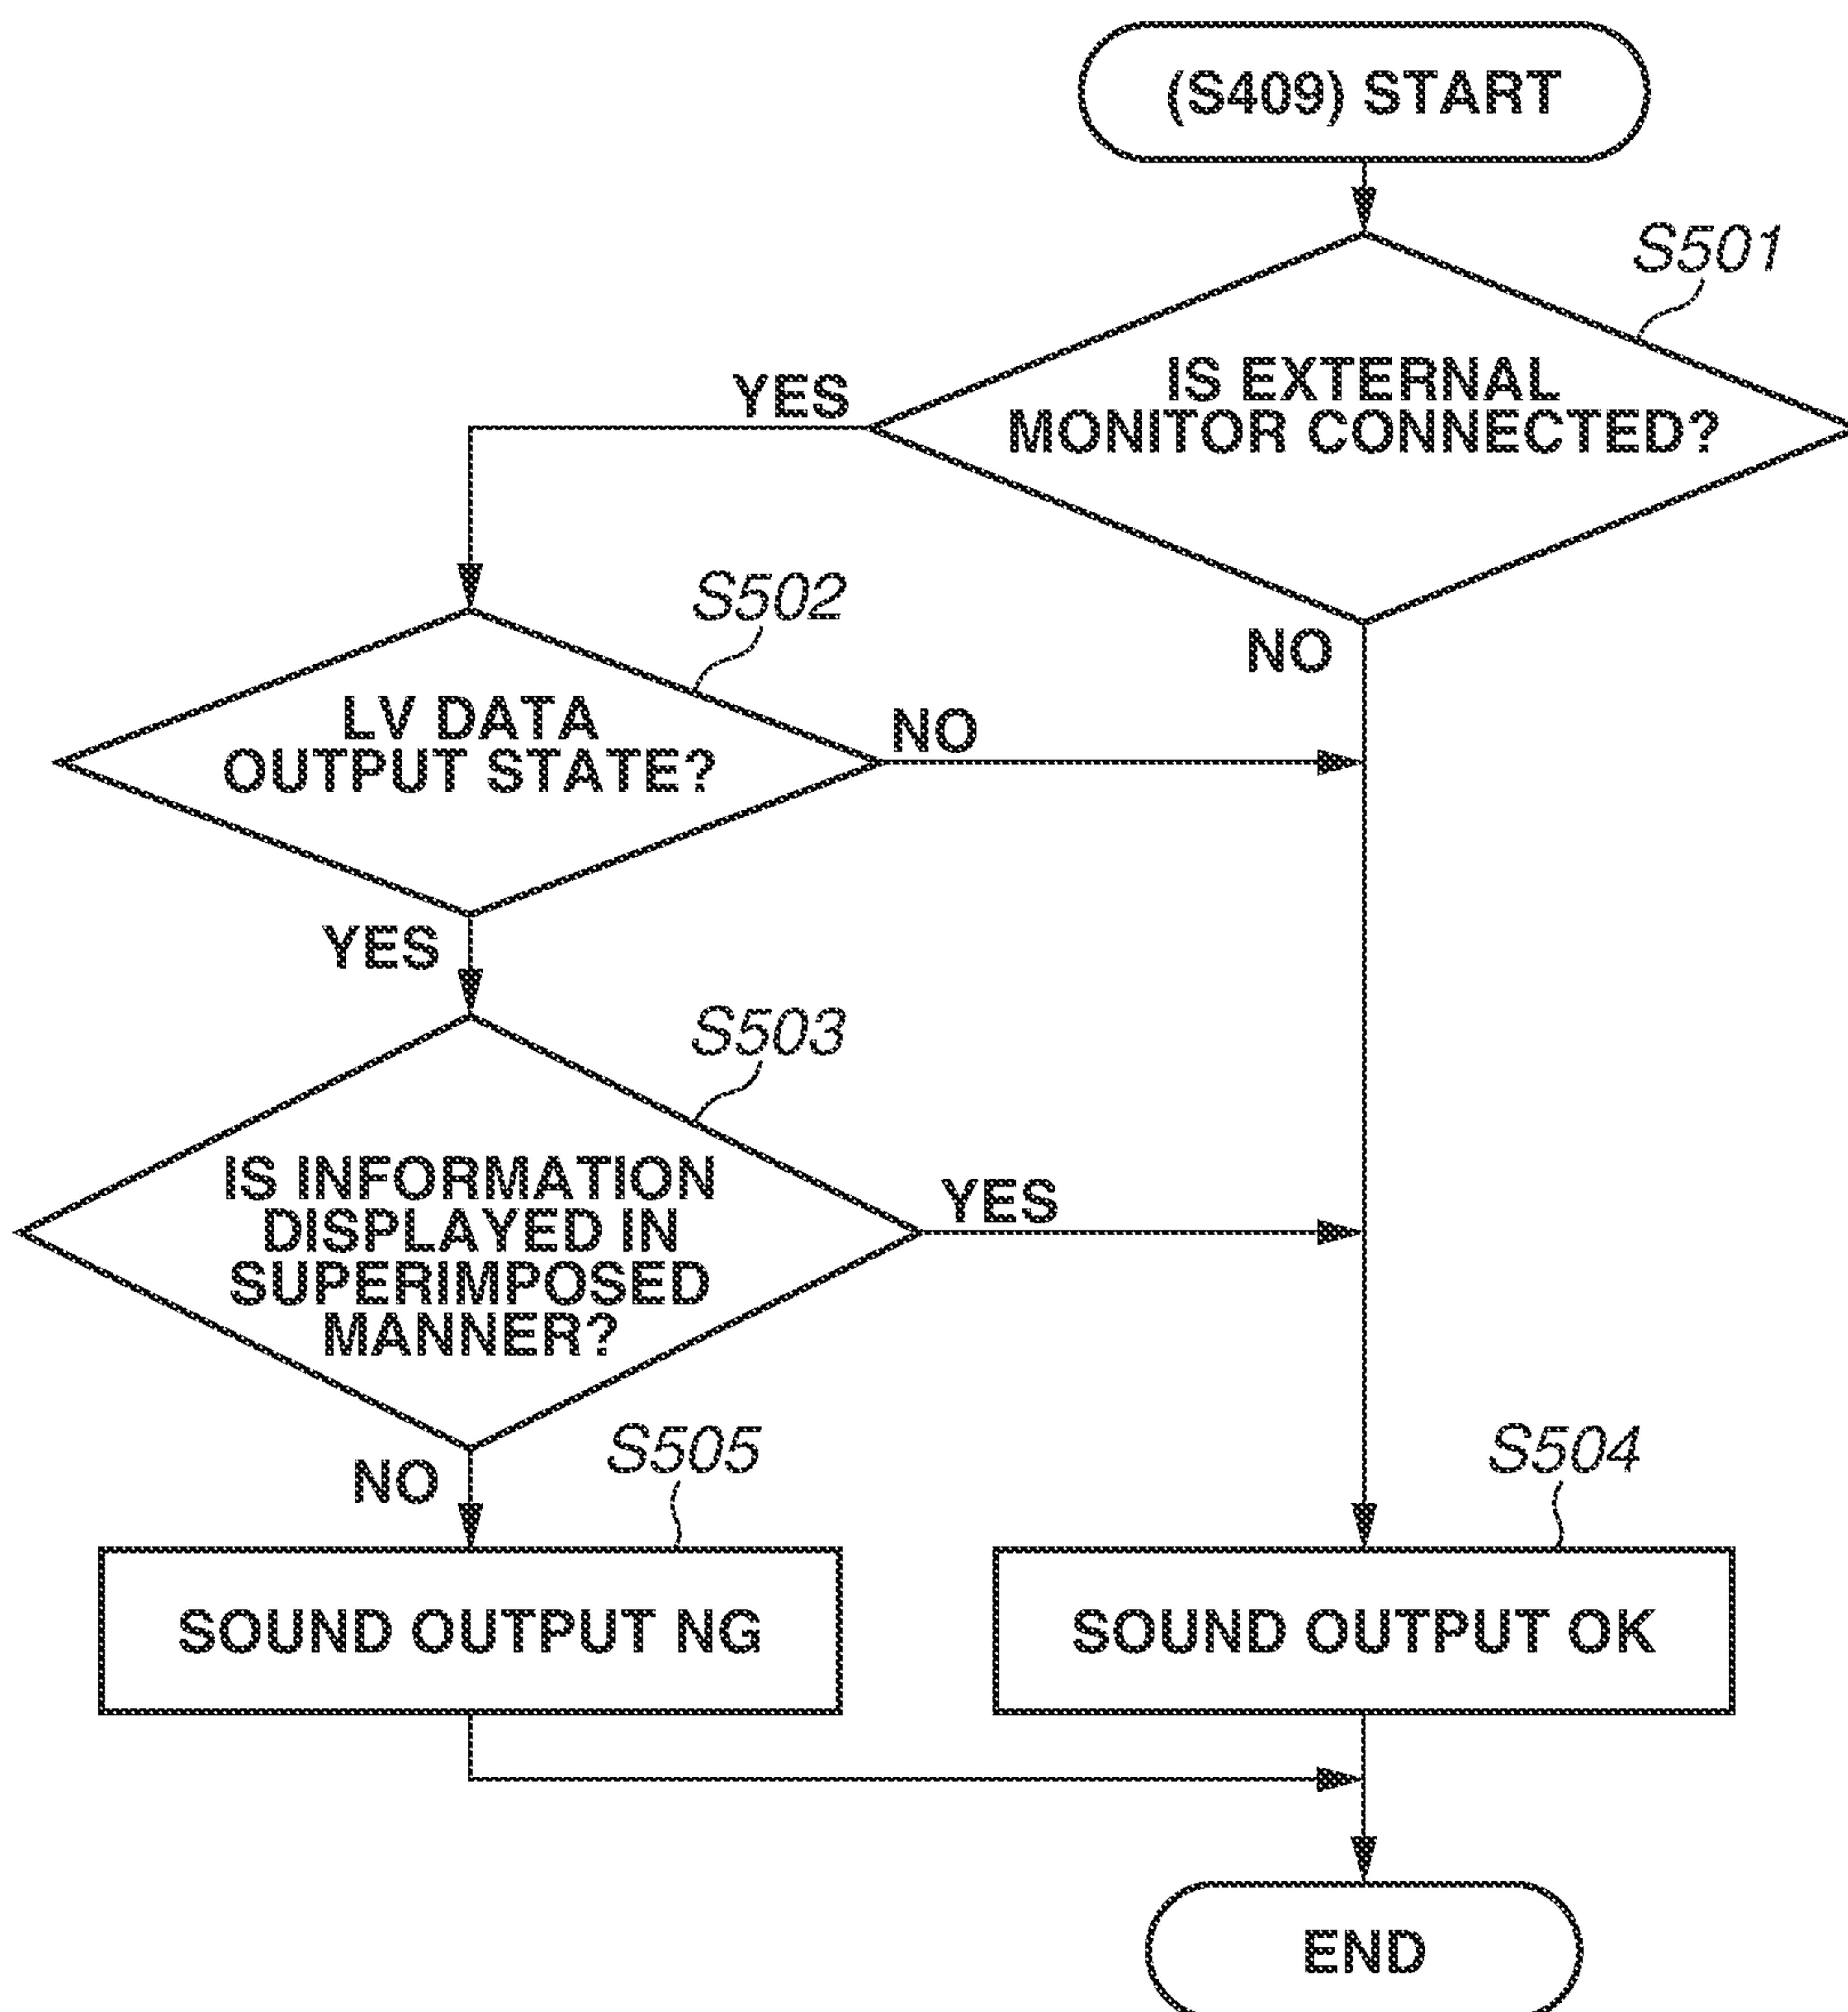 (S409) START
S501
IS EXTERNAL
MONITOR CONNECTED?
YES
NO
S502
LV DATA
OUTPUT STATE?
NO
YES
S503
IS INFORMATION
DISPLAYED IN
SUPERIMPOSED
MANNER?
YES
NO
S505
S504
SOUND OUTPUT NG
SOUND OUTPUT OK
END